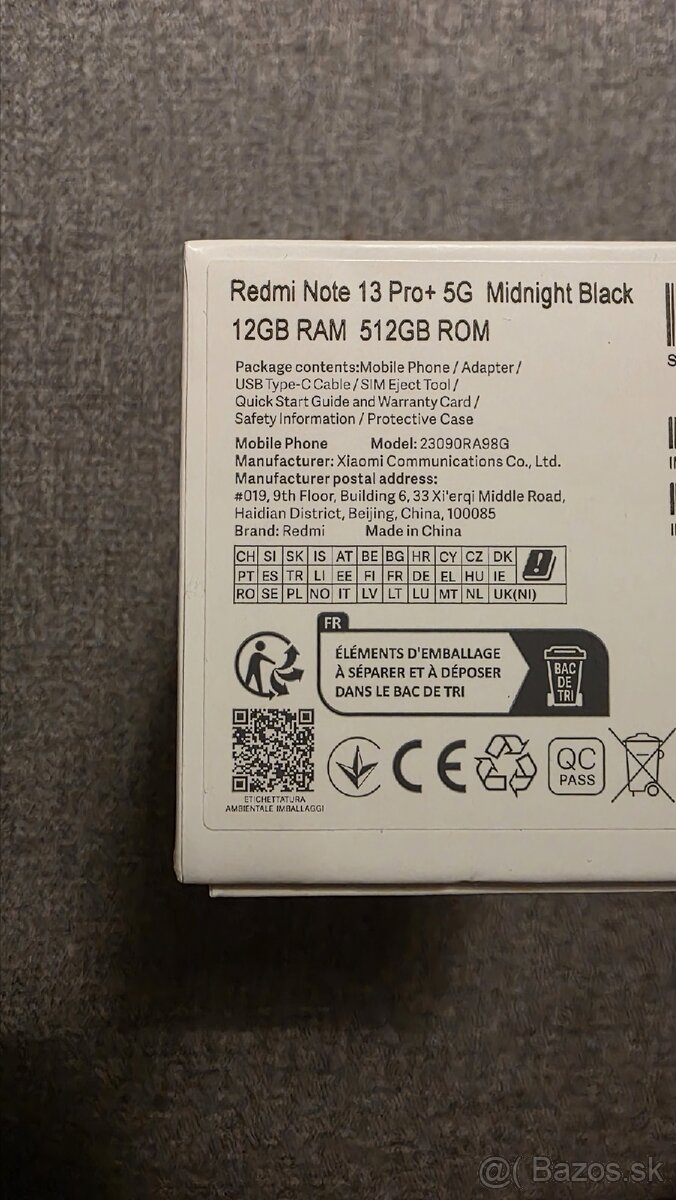 Redmi Note 13 Pro+ 5G Midnight Black
12GB RAM 512GB ROM
Package contents:Mobile Phone / Adapter /
USB Type-C Cable / SIM Eject Tool /
Quick Start Guide and Warranty Card /
Safety Information / Protective Case
Mobile Phone Model: 23090RA98G
Manufacturer: Xiaomi Communications Co., Ltd.
Manufacturer postal address:
#019, 9th Floor, Building 6, 33 Xi'erqi Middle Road,
Haidian District, Beijing, China, 100085
Brand: Redmi Made in China
CH SI SK IS AT BE BG HR CY CZ DK
PT ES TR LI EE FI FR DE EL HU IE
RO SE PL NO IT LV LT LU MT NL UK(NI)
FR
ÉLÉMENTS D'EMBALLAGE
À SÉPARER ET À DÉPOSER
DANS LE BAC DE TRI
BAC
DE
TRI
CE
QC
PASS
ETICHETTATURA
AMBIENTALE IMBALLAGGI
@( Bazos.sk